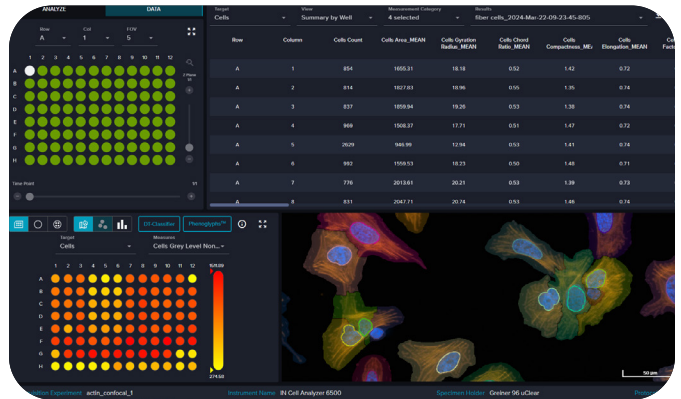 ANALYZE DATA
Row Col FOV
A 1 5
1 2 3 4 5 6 7 8 9 10 11 12
A
B
C
D
E
F
G
H
Z Plane
Time Point 1/1
Target View Measurement Category Results
Cells Summary by Well 4 selected fiber cells_2024-Mar-22-09-23-45-805
Row Column Cells Count Cells Area_MEAN Cells Gyration Radius_MEAN Cells Chord Ratio_MEAN Cells Compactness_ME Cells Elongation_MEAN Cells
A 1 854 1655.31 18.18 0.52 1.42 0.72
A 2 814 1827.83 18.96 0.55 1.35 0.74
A 3 837 1859.94 19.26 0.53 1.38 0.74
A 4 969 1508.37 17.71 0.51 1.47 0.72
A 5 2629 946.99 12.94 0.53 1.41 0.74
A 6 992 1559.53 18.23 0.50 1.48 0.71
A 7 776 2013.61 20.21 0.53 1.39 0.73
A 8 831 2047.71 20.74 0.53 1.46 0.74
DT-Classifier Phenoglyphs™
Target Measures
Cells Cells Grey Level Non...
1 2 3 4 5 6 7 8 9 10 11 12
A
B
C
D
E
F
G
H
274.50
50 µm
Experiment actin_confocal_1 Instrument Name IN Cell Analyzer 6500 Specimen Holder Greiner 96 uClear